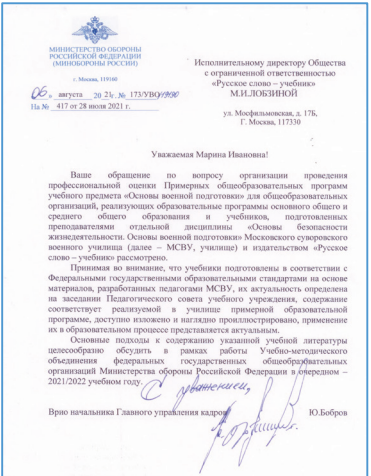 МИНИСТЕРСТВО ОБОРОНЫ
РОССИЙСКОЙ ФЕДЕРАЦИИ
(МИНОБОРОНЫ РОССИИ)
г. Москва, 119160
06 » августа 20 21 г. № 173/УВО/
На № 417 от 28 июля 2021 г.
Исполнительному директору Общества
с ограниченной ответственностью
«Русское слово – учебник»
М.И.ЛОБЗИНОЙ
ул. Мосфильмовская, д. 17Б,
Г. Москва, 117330
Уважаемая Марина Ивановна!
Ваше обращение по вопросу организации проведения
профессиональной оценки Примерных общеобразовательных программ
учебного предмета «Основы военной подготовки» для общеобразовательных
организаций, реализующих образовательные программы основного общего и
среднего общего образования и учебников, подготовленных
преподавателями отдельной дисциплины «Основы безопасности
жизнедеятельности. Основы военной подготовки» Московского суворовского
военного училища (далее – МСВУ, училище) и издательством «Русское
слово – учебник» рассмотрено.
Принимая во внимание, что учебники подготовлены в соответствии с
Федеральными государственными образовательными стандартами на основе
материалов, разработанных педагогами МСВУ, их актуальность определена
на заседании Педагогического совета учебного учреждения, содержание
соответствует реализуемой в училище примерной образовательной
программе, доступно изложено и наглядно проиллюстрировано, применение
их в образовательном процессе представляется актуальным.
Основные подходы к содержанию указанной учебной литературы
целесообразно обсудить в рамках работы Учебно-методического
объединения федеральных государственных общеобразовательных
организаций Министерства обороны Российской Федерации в очередном –
2021/2022 учебном году.
С уважением,
Врио начальника Главного управления кадров Ю.Бобров